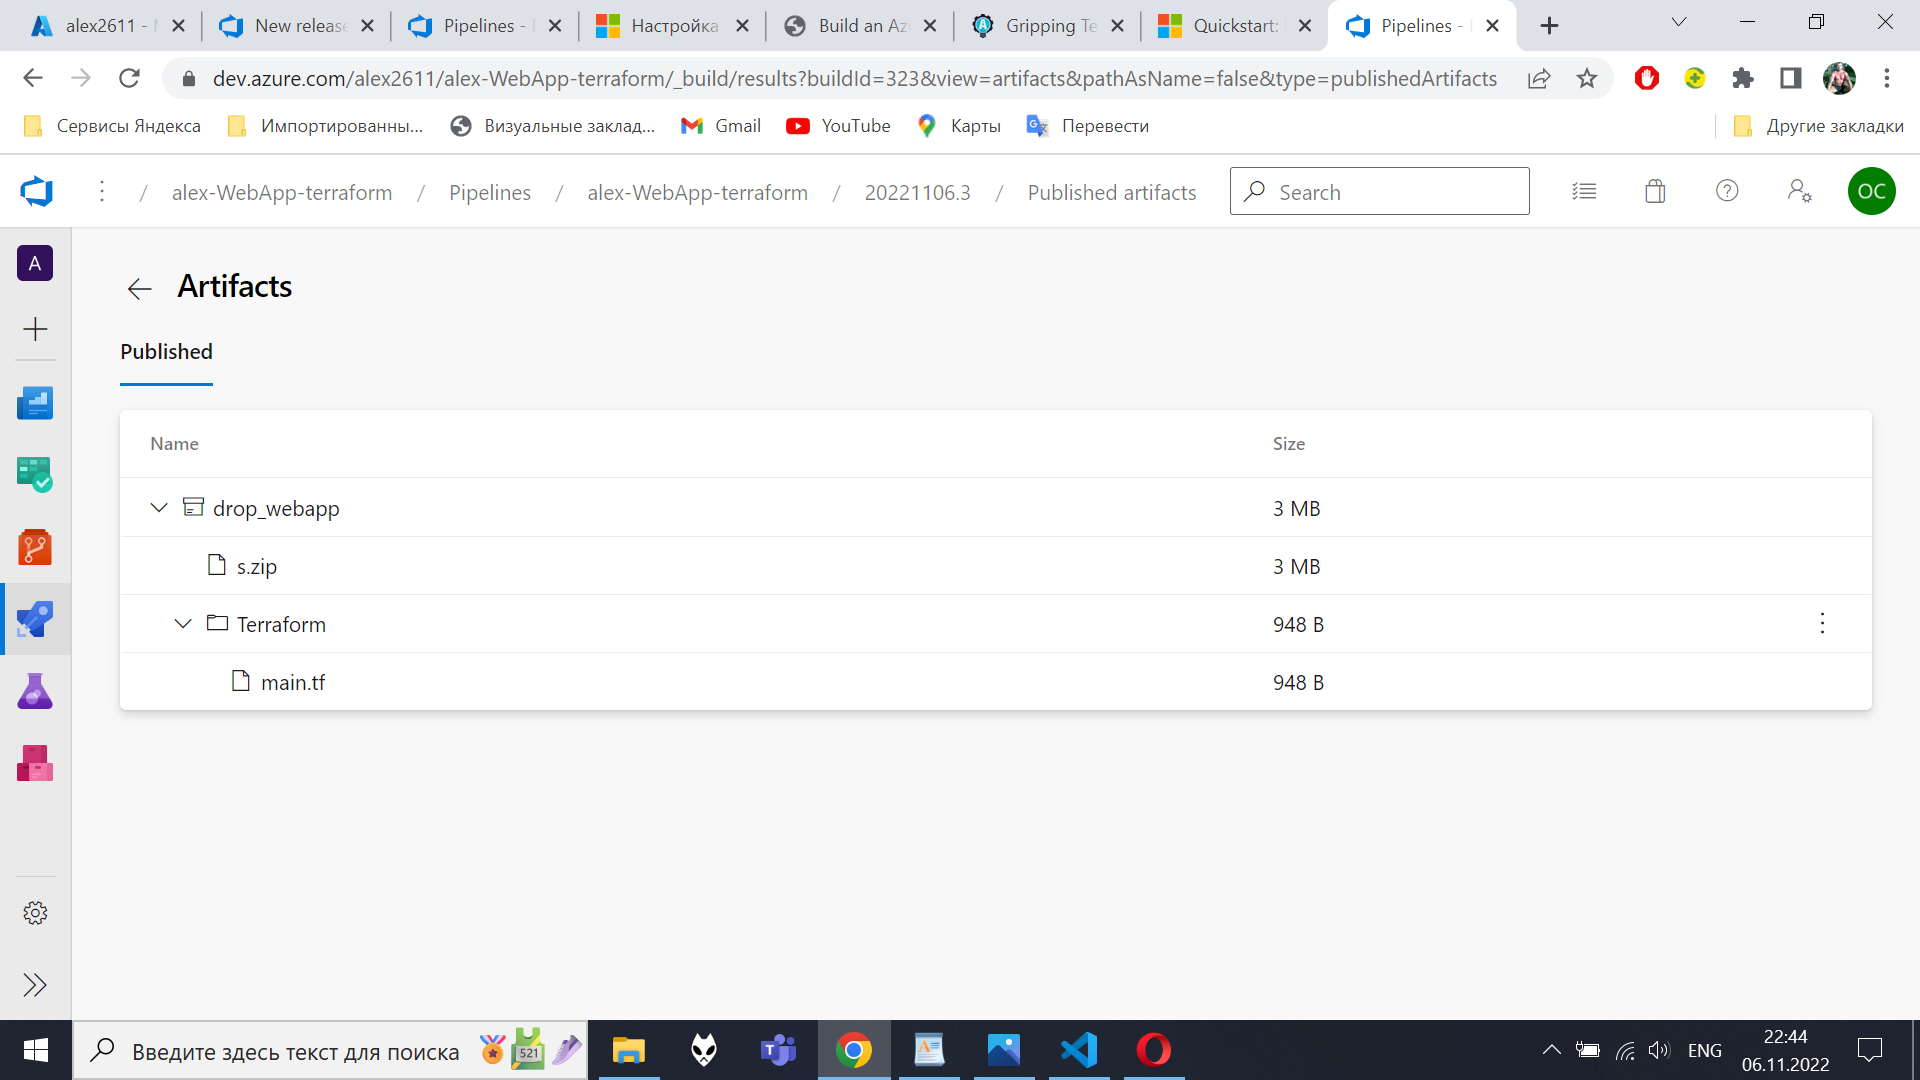 alex2611 - M
New release
Pipelines - 
Настройка
Build an Az
Gripping Te
Quickstart:
Pipelines - 
dev.azure.com/alex2611/alex-WebApp-terraform/_build/results?buildId=323&view=artifacts&pathAsName=false&type=publishedArtifacts
Сервисы Яндекса
Импортированны...
Визуальные заклад...
Gmail
YouTube
Карты
Перевести
Другие закладки
/ alex-WebApp-terraform / Pipelines / alex-WebApp-terraform / 20221106.3 / Published artifacts
Search
OC
A
Artifacts
Published
Name Size
drop_webapp 3 MB
s.zip 3 MB
Terraform 948 B
main.tf 948 B
Введите здесь текст для поиска
521
ENG
22:44
06.11.2022